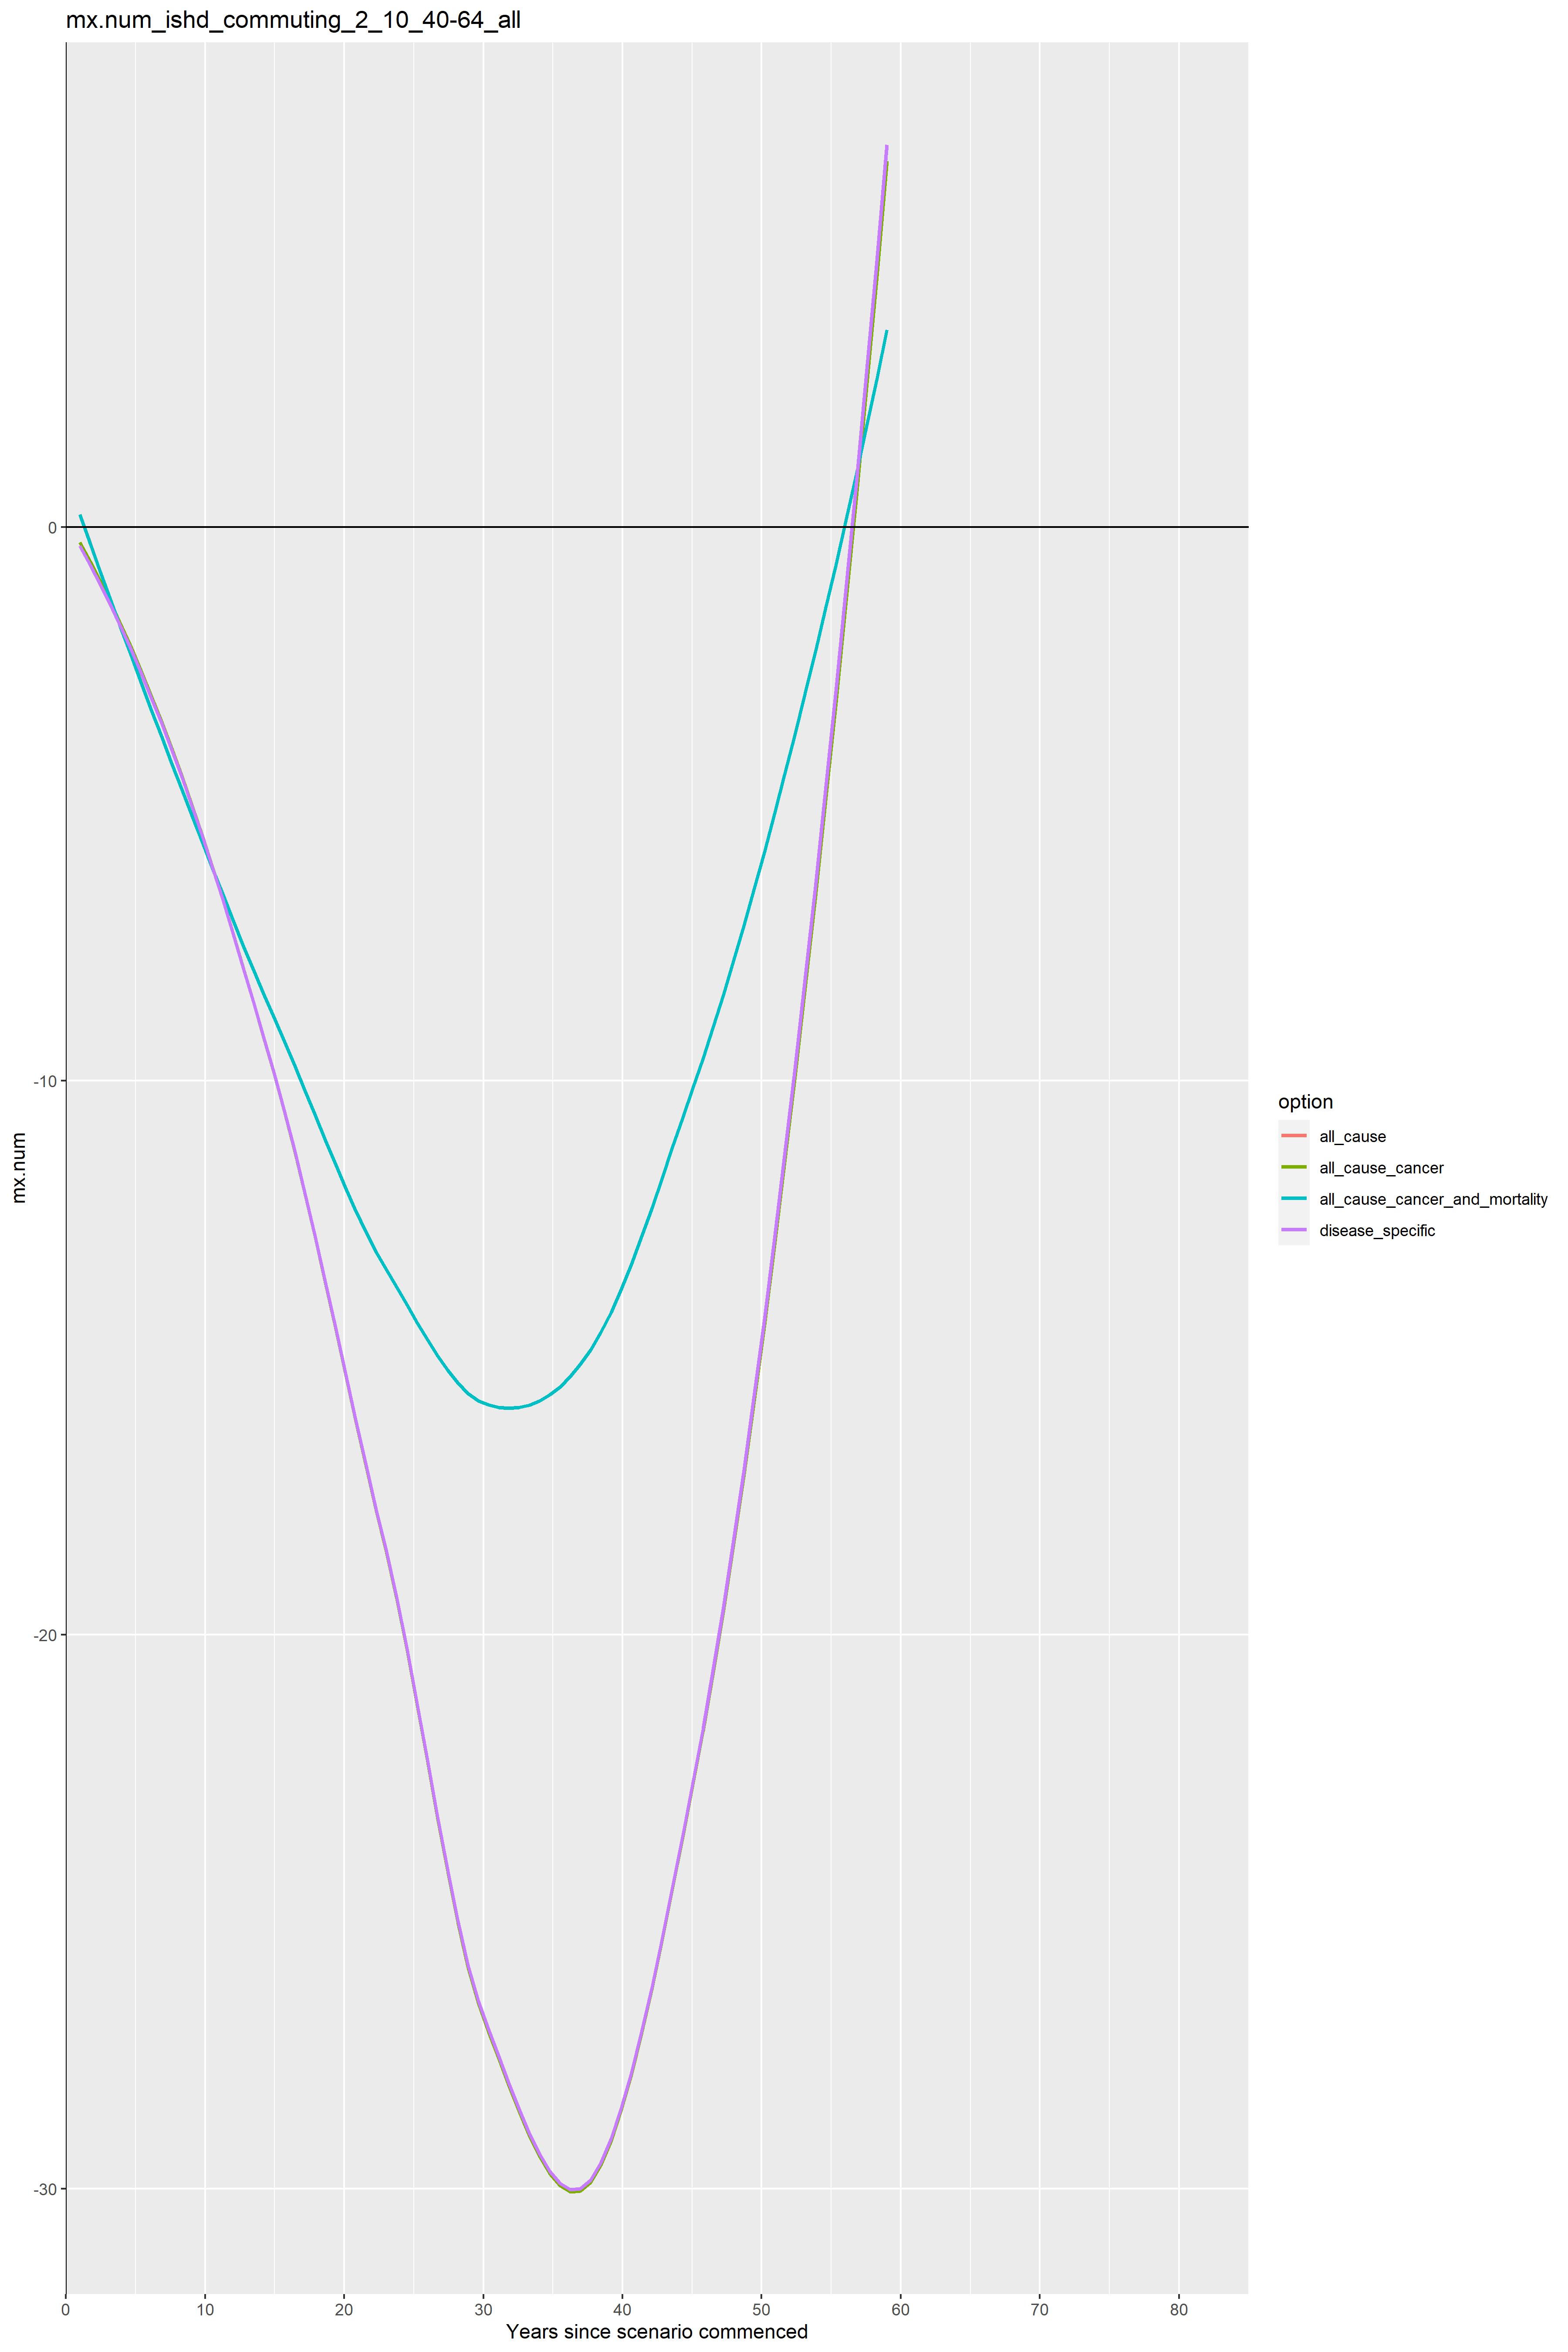 mx.num_ishd_commuting_2_10_40-64_all
0
-10
-20
-30
mx.num
0 10 20 30 40 50 60 70 80
Years since scenario commenced
option
all_cause
all_cause_cancer
all_cause_cancer_and_mortality
disease_specific